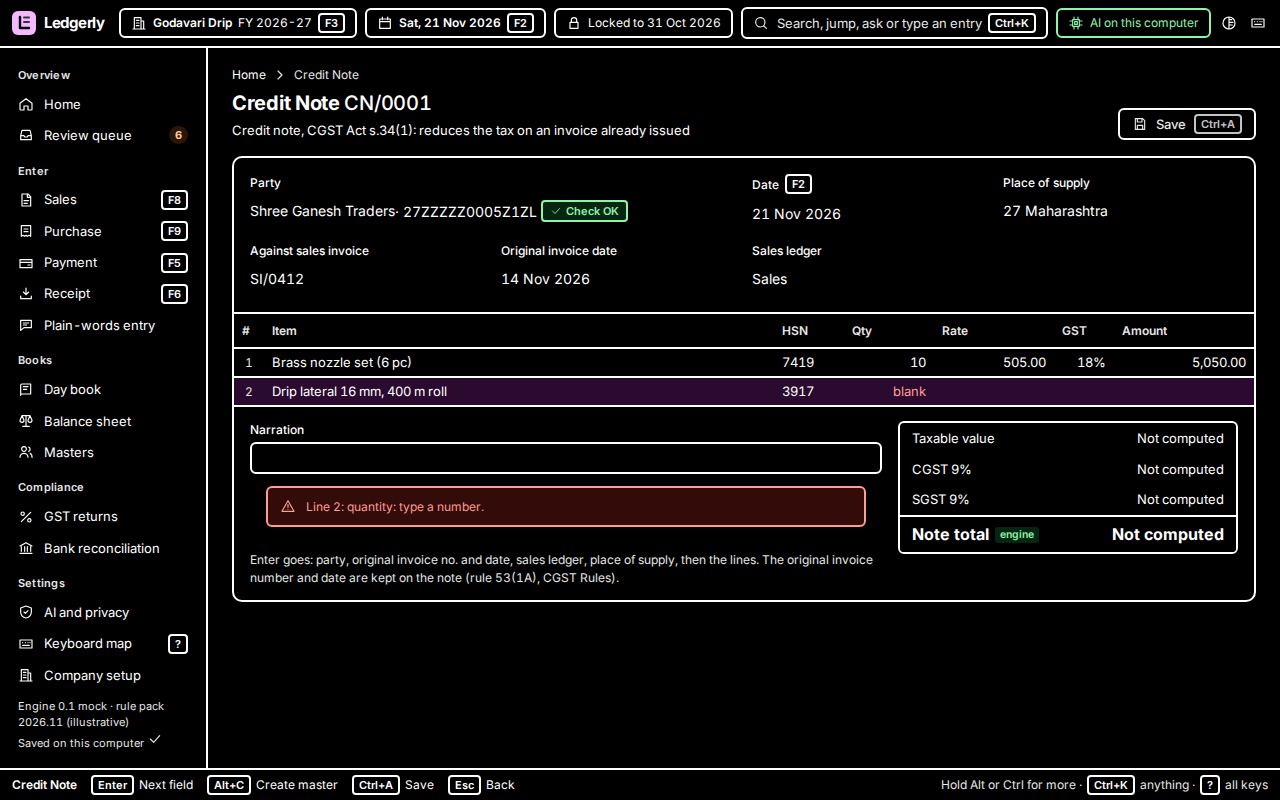 Ledgerly Godavari Drip FY 2026-27 F3 Sat, 21 Nov 2026 F2 Locked to 31 Oct 2026 Search, jump, ask or type an entry Ctrl+K AI on this computer
Overview
Home
Review queue 6
Enter
Sales F8
Purchase F9
Payment F5
Receipt F6
Plain-words entry
Books
Day book
Balance sheet
Masters
Compliance
GST returns
Bank reconciliation
Settings
AI and privacy
Keyboard map ?
Company setup
Engine 0.1 mock · rule pack
2026.11 (illustrative)
Saved on this computer
Home Credit Note
Credit Note CN/0001
Credit note, CGST Act s.34(1): reduces the tax on an invoice already issued
Save Ctrl+A
Party Date F2 Place of supply
Shree Ganesh Traders · 27ZZZZZ0005Z1ZL Check OK 21 Nov 2026 27 Maharashtra
Against sales invoice Original invoice date Sales ledger
SI/0412 14 Nov 2026 Sales
# Item HSN Qty Rate GST Amount
1 Brass nozzle set (6 pc) 7419 10 505.00 18% 5,050.00
2 Drip lateral 16 mm, 400 m roll 3917 blank
Narration
Line 2: quantity: type a number.
Enter goes: party, original invoice no. and date, sales ledger, place of supply, then the lines. The original invoice
number and date are kept on the note (rule 53(1A), CGST Rules).
Taxable value Not computed
CGST 9% Not computed
SGST 9% Not computed
Note total engine Not computed
Credit Note Enter Next field Alt+C Create master Ctrl+A Save Esc Back Hold Alt or Ctrl for more · Ctrl+K anything · ? all keys